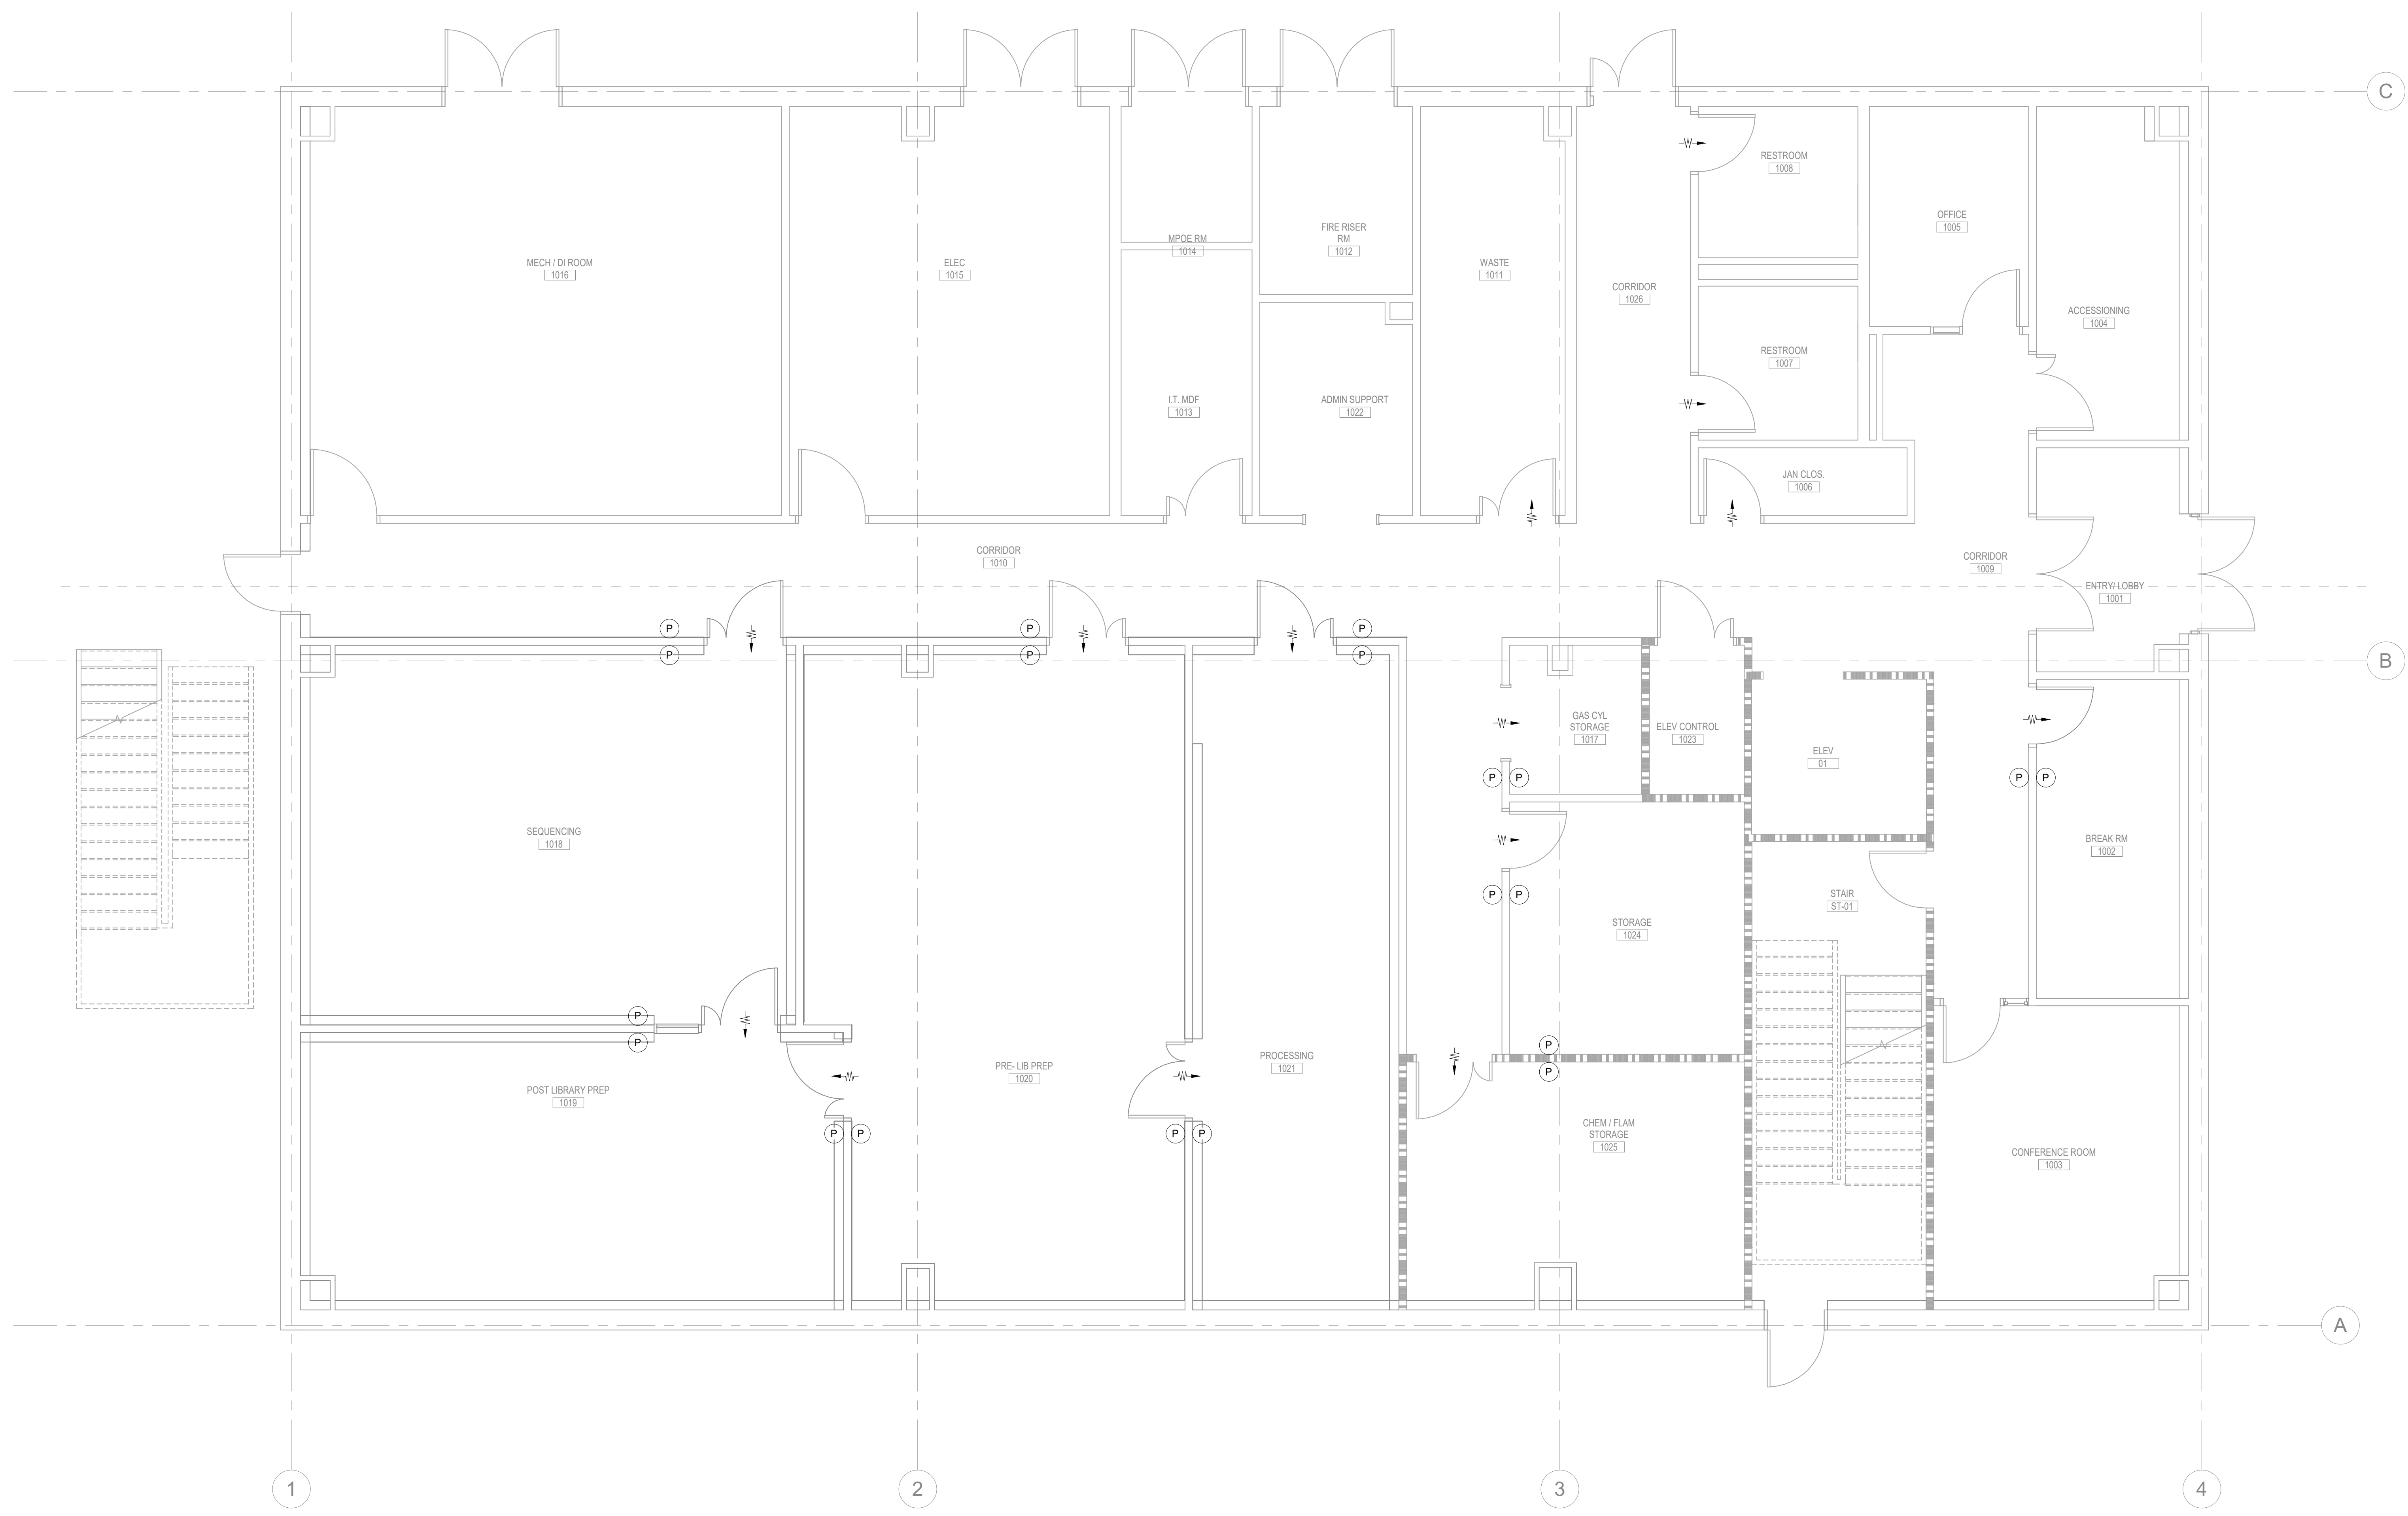 C
RESTROOM
1008
OFFICE
1005
FIRE RISER
RM
1012
MPOE RM
1014
MECH / DI ROOM
1016
ELEC
1015
WASTE
1011
CORRIDOR
1026
ACCESSIONING
1004
RESTROOM
1007
I.T. MDF
1013
ADMIN SUPPORT
1022
JAN CLOS.
1006
CORRIDOR
1010
CORRIDOR
1009
ENTRY/ LOBBY
1001
P
P
P
P
P
P
B
GAS CYL
STORAGE
1017
ELEV CONTROL
1023
ELEV
01
P P
P P
SEQUENCING
1018
BREAK RM
1002
P P
STAIR
ST-01
STORAGE
1024
P
P
P
P
PROCESSING
1021
PRE- LIB PREP
1020
POST LIBRARY PREP
1019
P P
P P
CHEM / FLAM
STORAGE
1025
CONFERENCE ROOM
1003
A
1
2
3
4